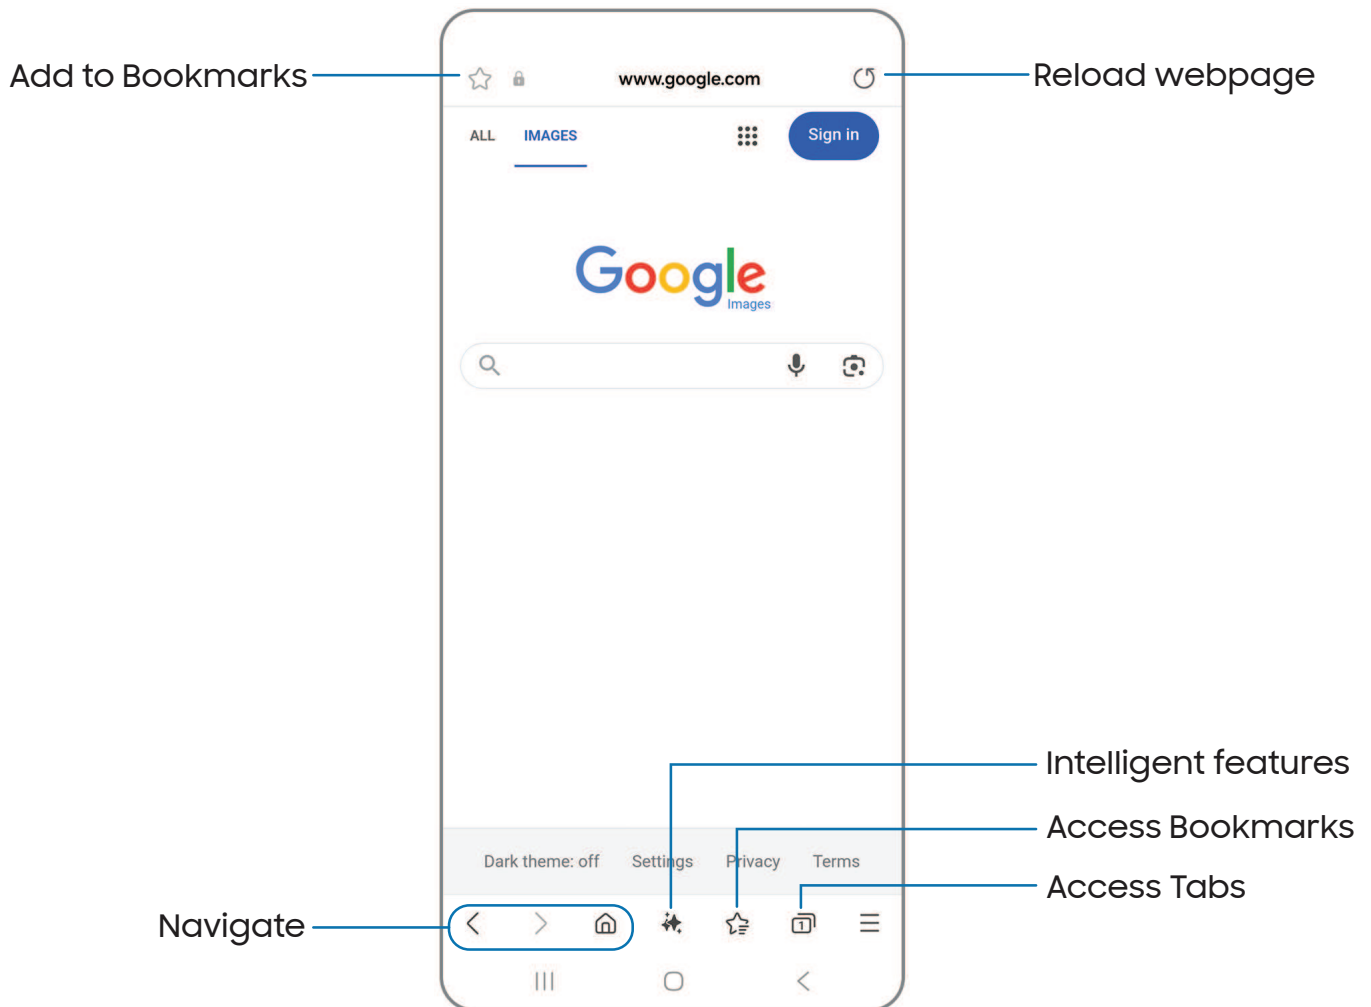 Add to Bookmarks
www.google.com
Reload webpage
ALL IMAGES
Sign in
Google
Images
Intelligent features
Access Bookmarks
Dark theme: off Settings Privacy Terms
Access Tabs
Navigate
1